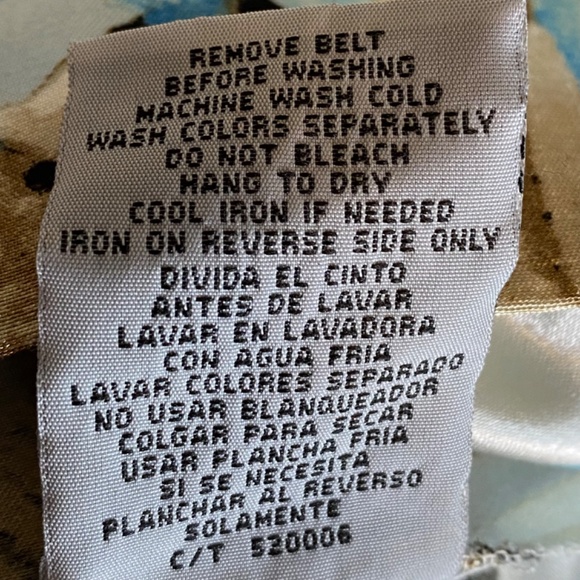 REMOVE BELT
BEFORE WASHING
MACHINE WASH COLD
WASH COLORS SEPARATELY
DO NOT BLEACH
HANG TO DRY
COOL IRON IF NEEDED
IRON ON REVERSE SIDE ONLY
DIVIDA EL CINTO
ANTES DE LAVAR
LAVAR EN LAVADORA
CON AGUA FRIA
LAVAR COLORES SEPARADO
NO USAR BLANQUEADOR
COLGAR PARA SECAR
USAR PLANCHA FRIA
SI SE NECESITA
PLANCHAR AL REVERSO
SOLAMENTE
C/T 520006